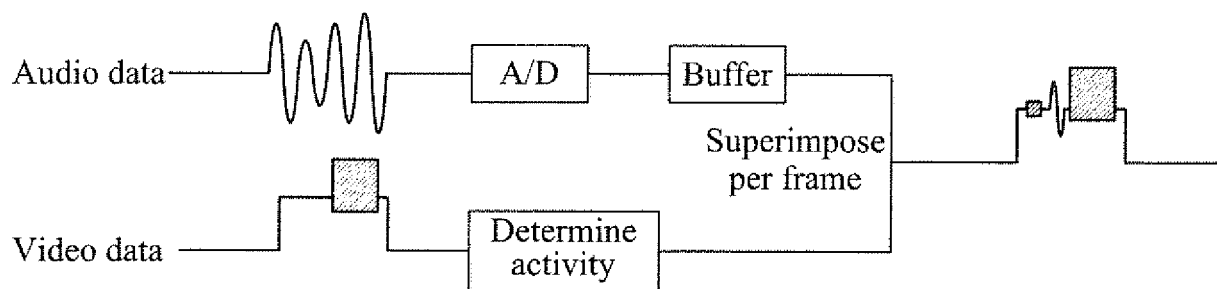 Audio data
A/D
Buffer
Superimpose
per frame
Video data
Determine
activity